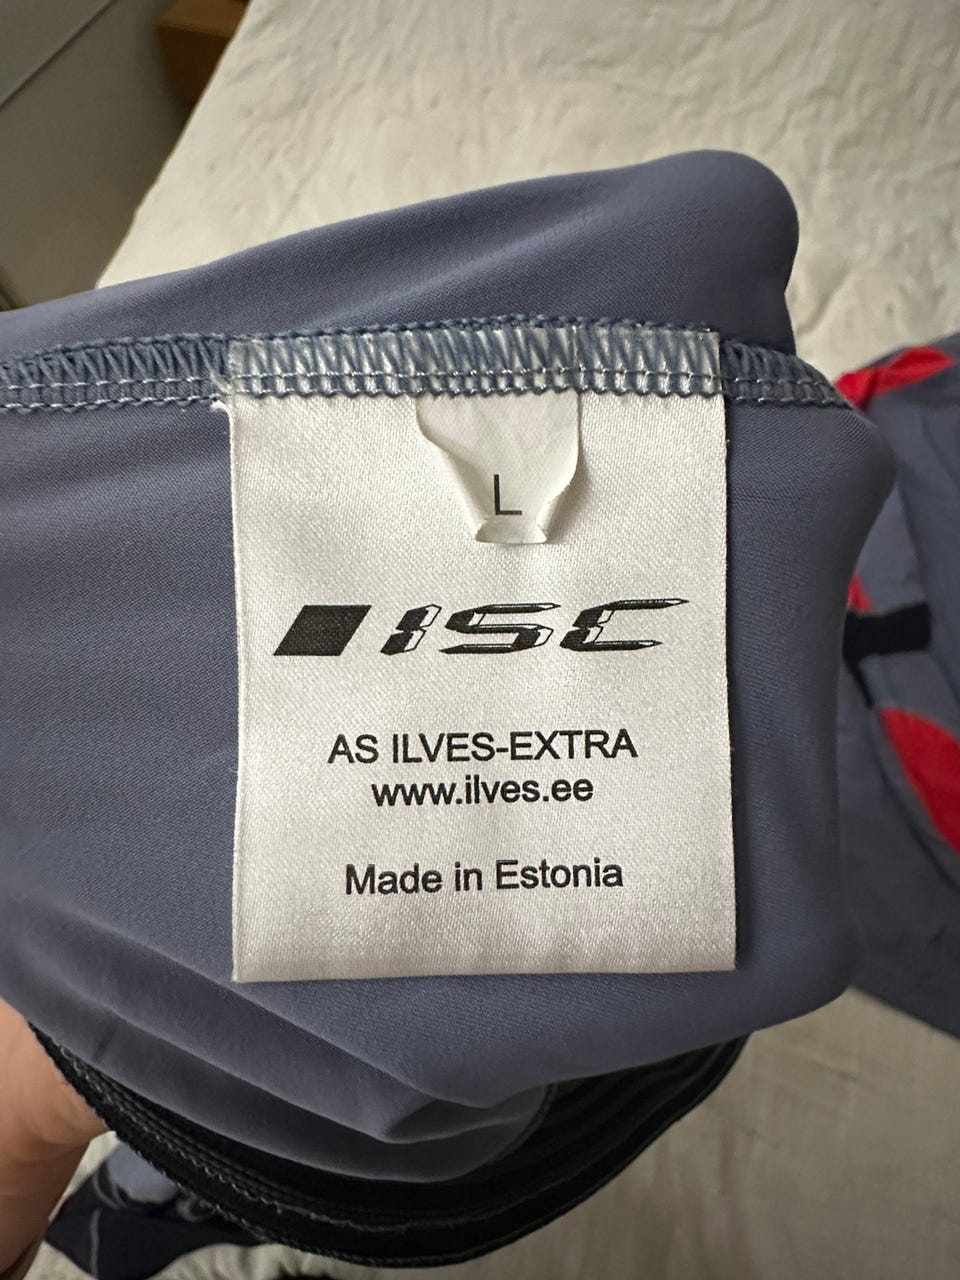 L
ISC
AS ILVES-EXTRA
www.ilves.ee
Made in Estonia